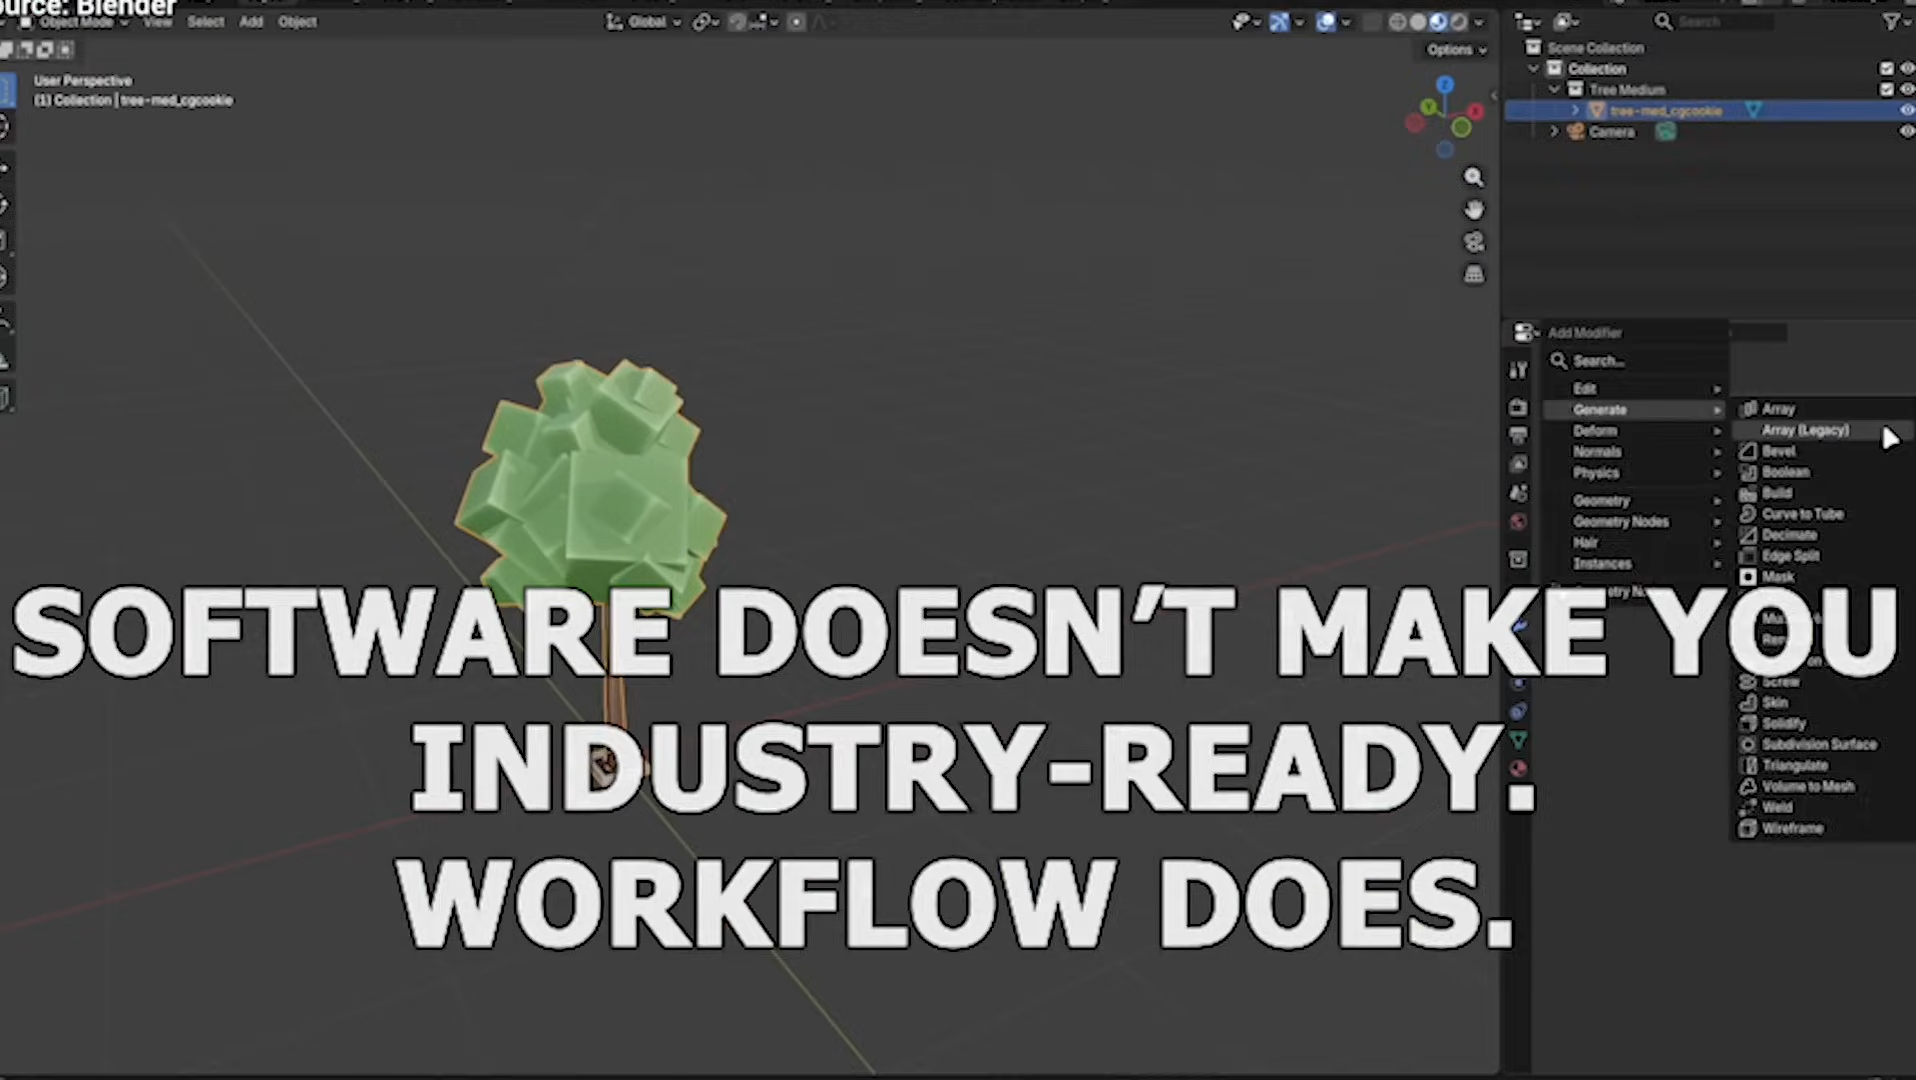 ource: Blender
Object Mode View Select Add Object
Global
Options
User Perspective
(1) Collection | tree-med_cgcookie
Search
Scene Collection
Collection
Tree Medium
tree-med_cgcookie
Camera
Add Modifier
Search...
Edit
Generate
Deform
Normals
Physics
Geometry
Geometry Nodes
Hair
Instances
Array
Array (Legacy)
Bevel
Boolean
Build
Curve to Tube
Decimate
Edge Split
Mask
Screw
Skin
Solidify
Subdivision Surface
Triangulate
Volume to Mesh
Weld
Wireframe
SOFTWARE DOESN’T MAKE YOU
INDUSTRY-READY.
WORKFLOW DOES.